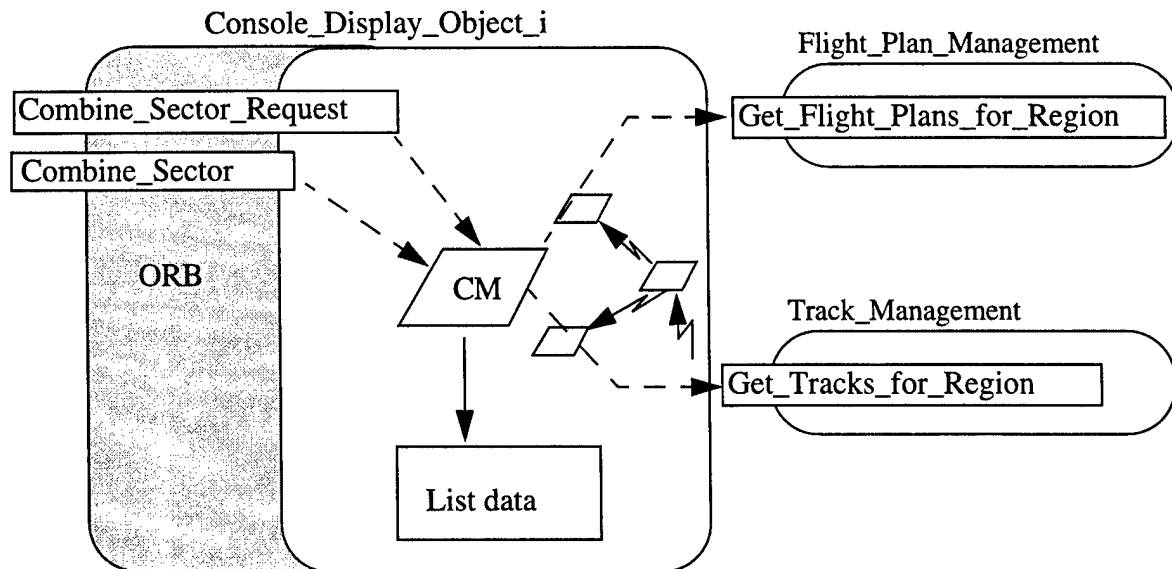 Console_Display_Object_i
Flight_Plan_Management
Combine_Sector_Request
Get_Flight_Plans_for_Region
Combine_Sector
ORB
CM
Track_Management
Get_Tracks_for_Region
List data